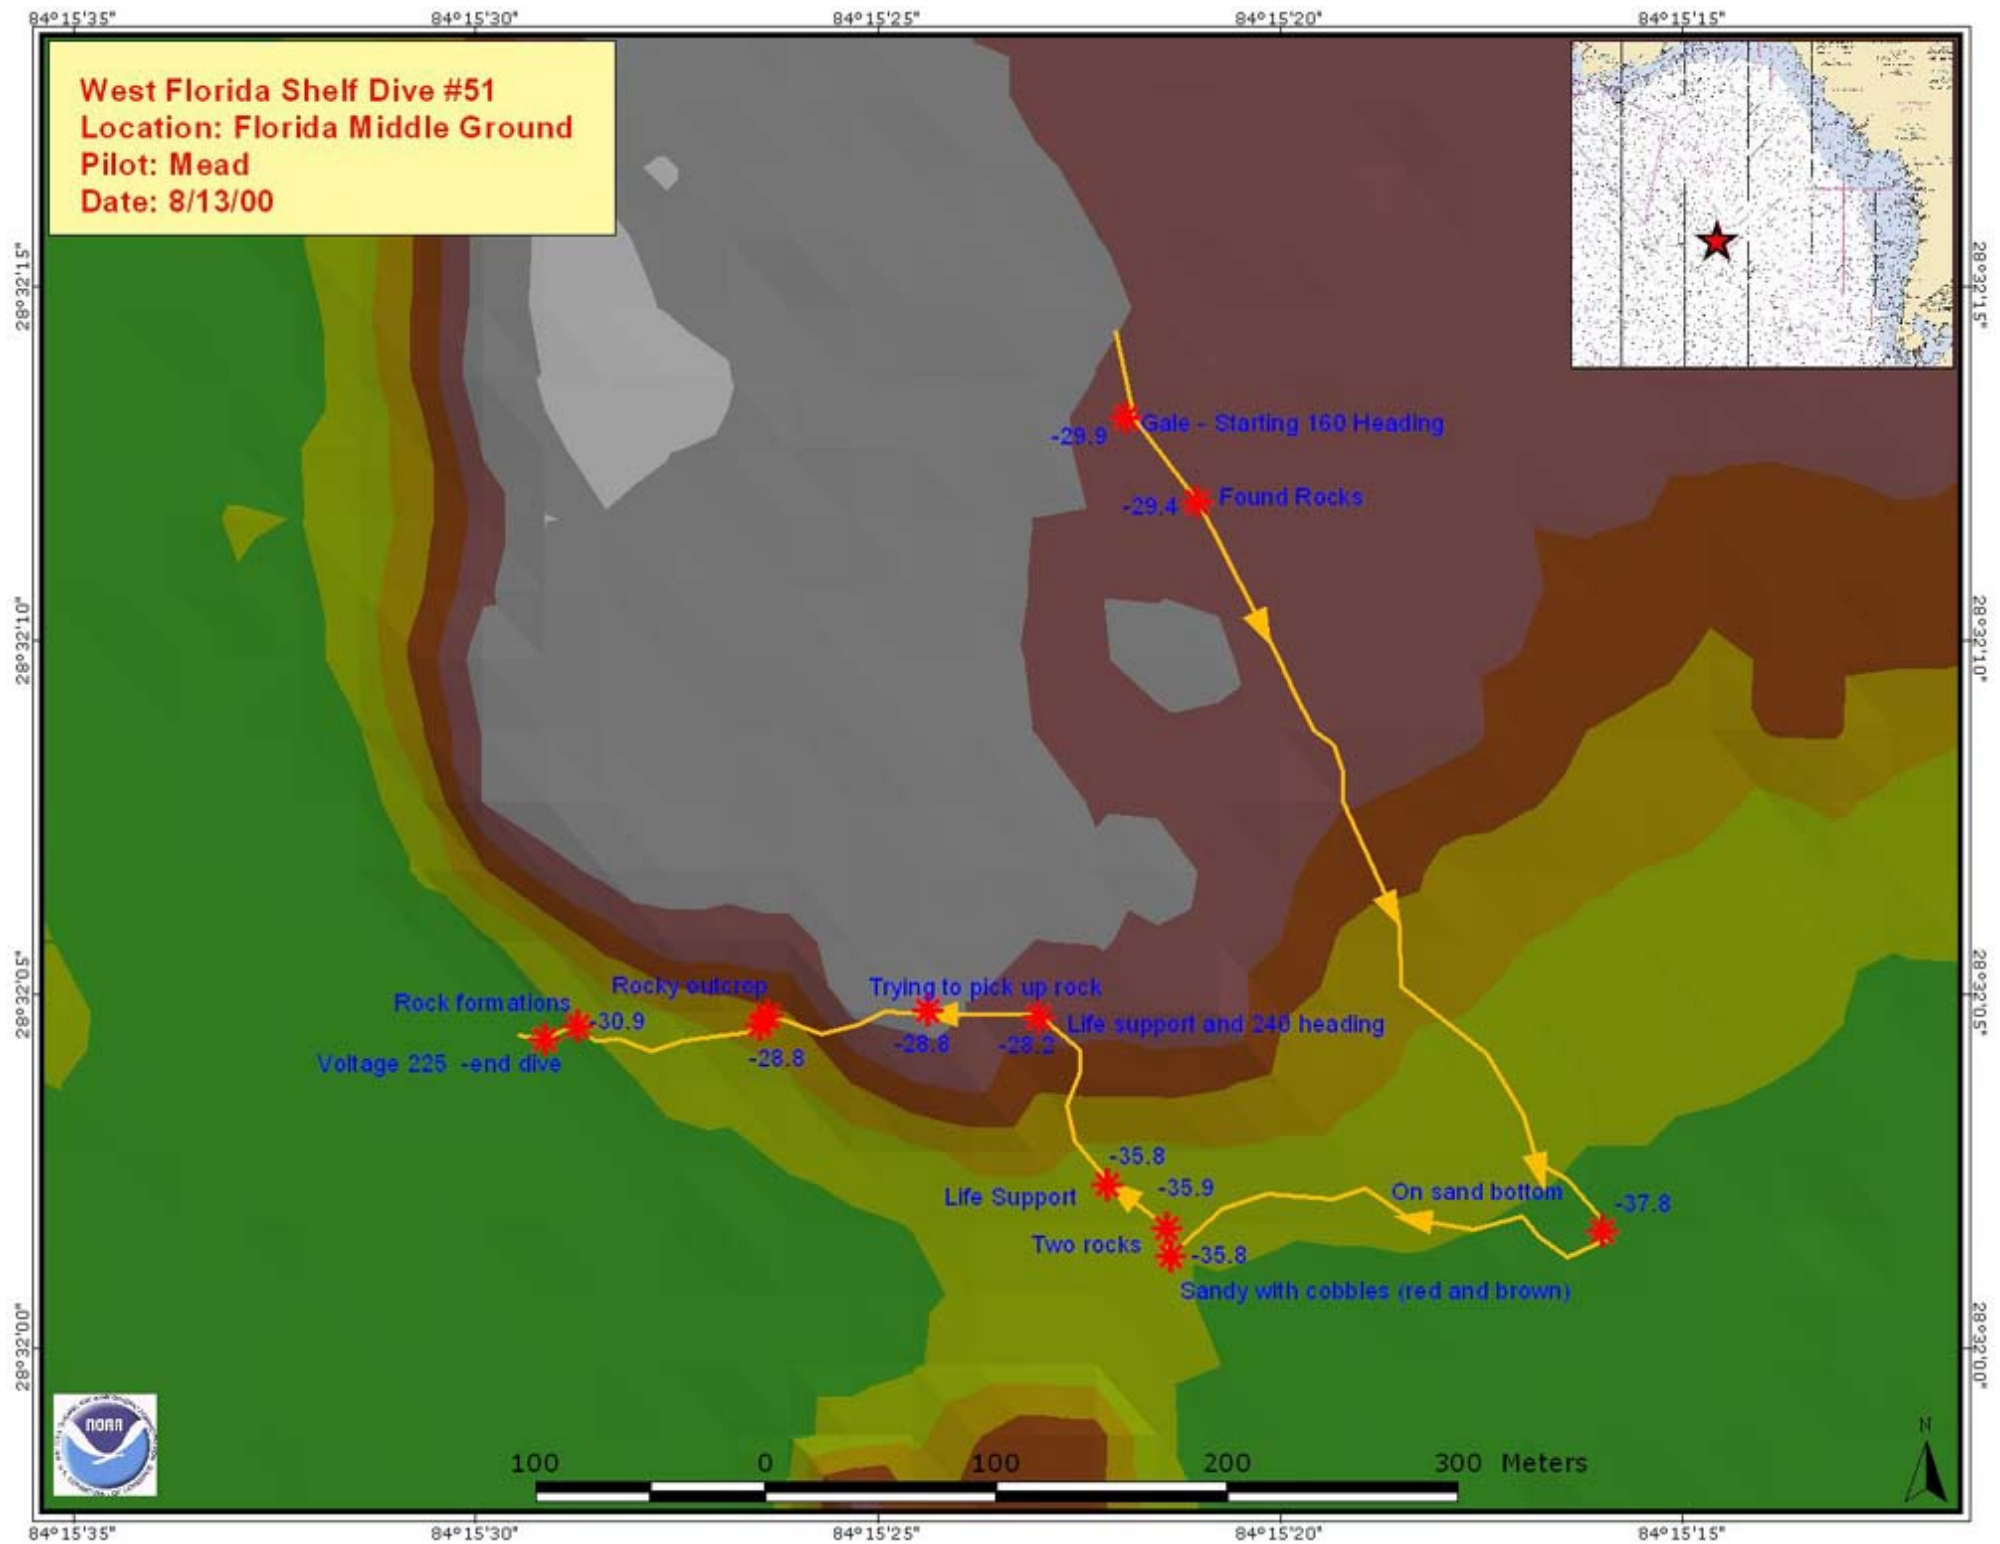 84°15'35" 84°15'30" 84°15'25" 84°15'20" 84°15'15"
West Florida Shelf Dive #51
Location: Florida Middle Ground
Pilot: Mead
Date: 8/13/00
28°32'15" 28°32'15"
Gale - Starting 160 Heading
-29.9
Found Rocks
-29.4
28°32'10" 28°32'10"
28°32'05" 28°32'05"
Rocky outcrop
Trying to pick up rock
Rock formations
-30.9
Life support and 240 heading
-28.8
-28.2
-28.8
Voltage 225 -end dive
-35.8
-35.9
Life Support
On sand bottom
-37.8
Two rocks
-35.8
Sandy with cobbles (red and brown)
28°32'00" 28°32'00"
NOAA
N
100 0 100 200 300 Meters
84°15'35" 84°15'30" 84°15'25" 84°15'20" 84°15'15"